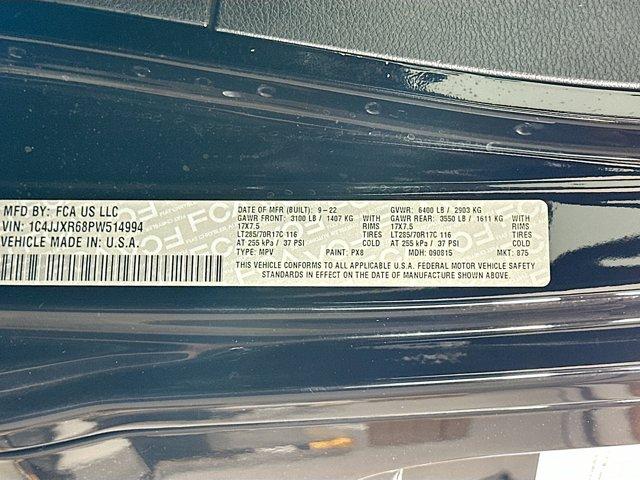 MFD BY: FCA US LLC
VIN: 1C4JJXR68PW514994
VEHICLE MADE IN: U.S.A.
DATE OF MFR (BUILT): 9-22
GAWR FRONT: 3100 LB / 1407 KG WITH
17X7.5 RIMS
LT285/70R17C 116 TIRES
AT 255 kPa / 37 PSI COLD
TYPE: MPV PAINT: PX8
GVWR: 6400 LB / 2903 KG
GAWR REAR: 3550 LB / 1611 KG WITH
17X7.5 RIMS
LT285/70R17C 116 TIRES
AT 255 kPa / 37 PSI COLD
MDH: 090815 MKT: 875
THIS VEHICLE CONFORMS TO ALL APPLICABLE U.S.A. FEDERAL MOTOR VEHICLE SAFETY
STANDARDS IN EFFECT ON THE DATE OF MANUFACTURE SHOWN ABOVE.